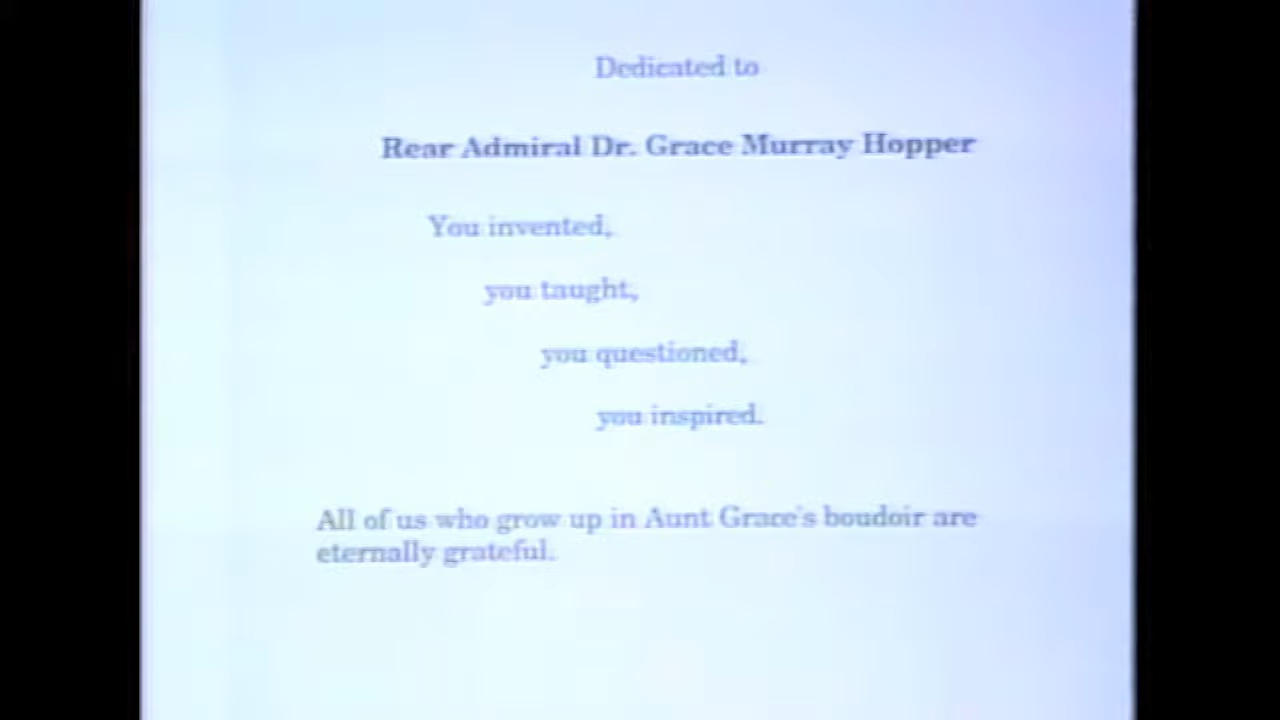 Dedicated to
Rear Admiral Dr. Grace Murray Hopper
You invented,
you taught,
you questioned,
you inspired.
All of us who grow up in Aunt Grace's boudoir are
eternally grateful.